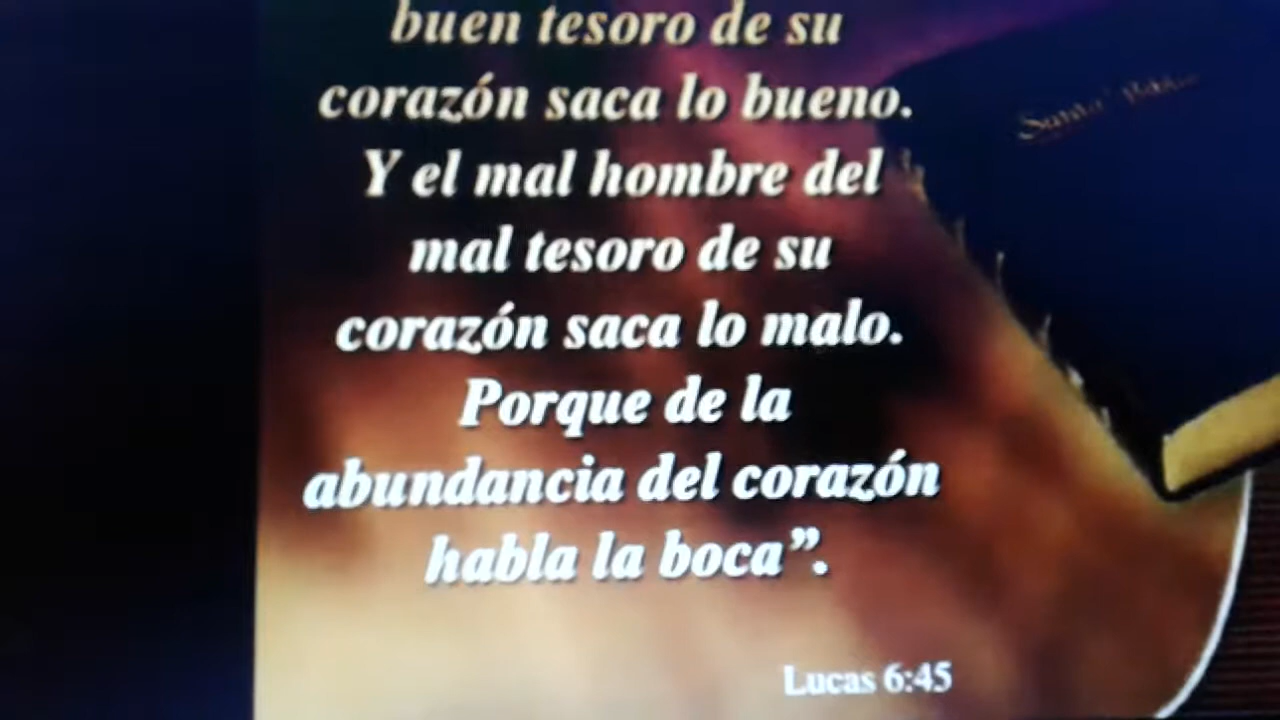 buen tesoro de su
corazón saca lo bueno.
Y el mal hombre del
mal tesoro de su
corazón saca lo malo.
Porque de la
abundancia del corazón
habla la boca”.
Lucas 6:45
Santa